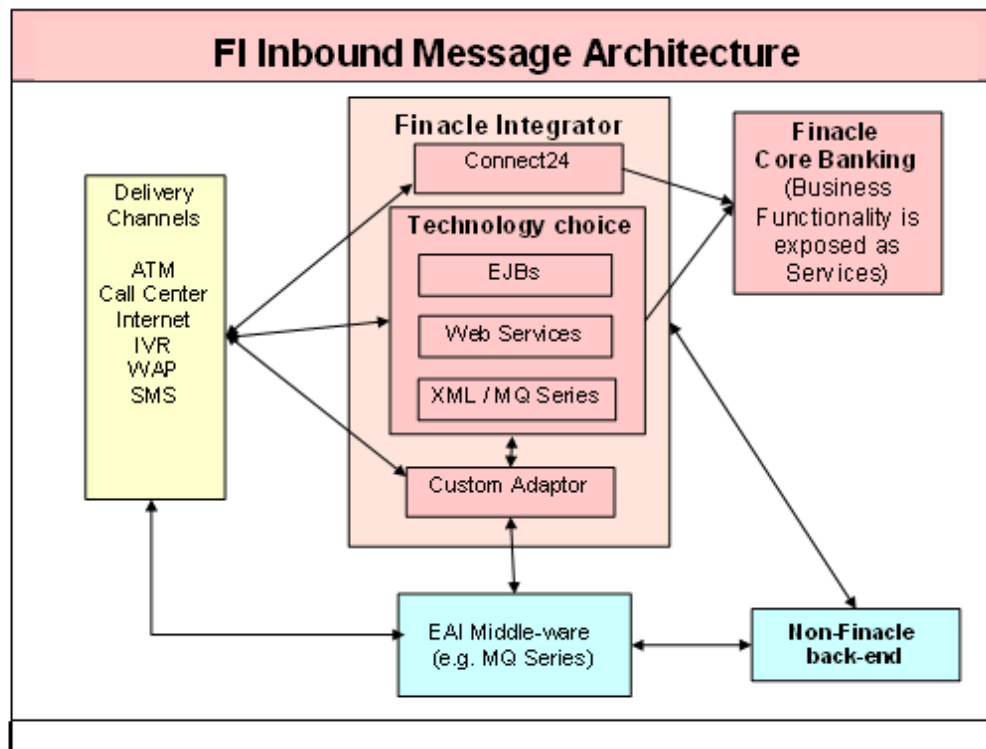 FI Inbound Message Architecture
Finacle Integrator
Connect24
Technology choice
EJBs
Web Services
XML / MQ Series
Custom Adaptor
Delivery
Channels
ATM
Call Center
Internet
IVR
WAP
SMS
Finacle
Core Banking
(Business
Functionality is
exposed as
Services)
EAI Middle-ware
(e.g. MQ Series)
Non-Finacle
back-end